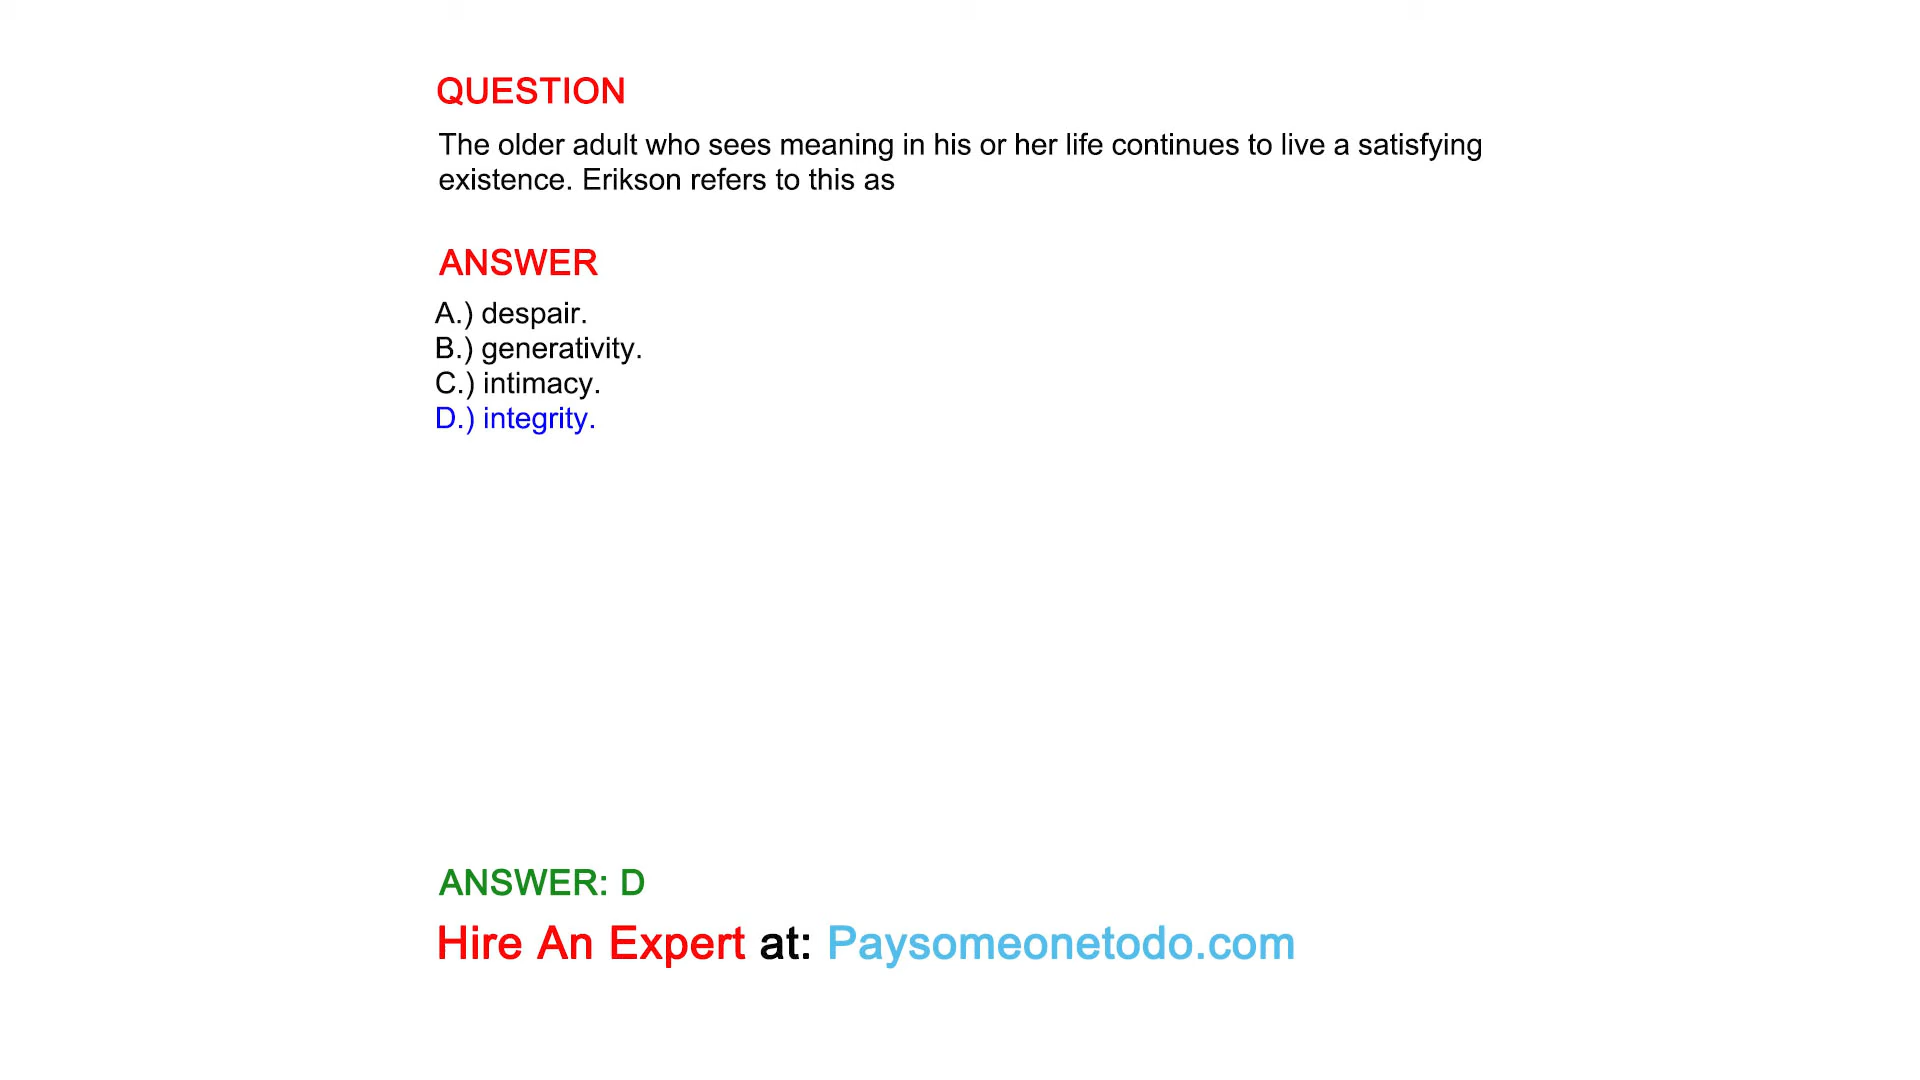 QUESTION
The older adult who sees meaning in his or her life continues to live a satisfying
existence. Erikson refers to this as
ANSWER
A.) despair.
B.) generativity.
C.) intimacy.
D.) integrity.
ANSWER: D
Hire An Expert at: Paysomeonetodo.com